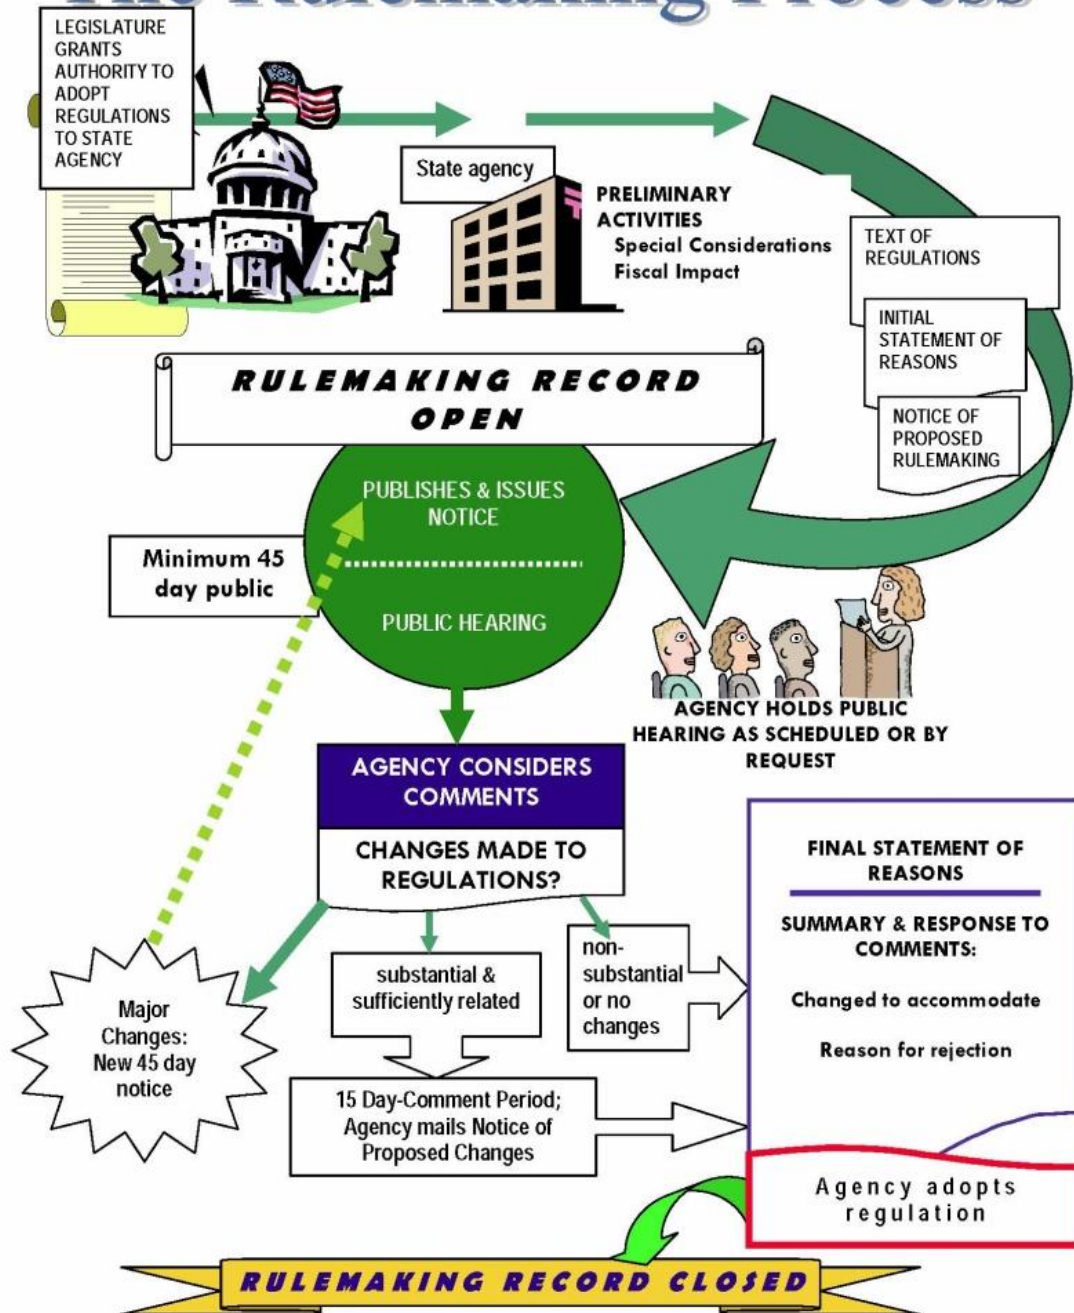 The Rulemaking Process
LEGISLATURE
GRANTS
AUTHORITY TO
ADOPT
REGULATIONS
TO STATE
AGENCY
State agency
PRELIMINARY
ACTIVITIES
Special Considerations
Fiscal Impact
TEXT OF
REGULATIONS
INITIAL
STATEMENT OF
REASONS
NOTICE OF
PROPOSED
RULEMAKING
RULEMAKING RECORD
OPEN
PUBLISHES & ISSUES
NOTICE
Minimum 45
day public
PUBLIC HEARING
AGENCY HOLDS PUBLIC
HEARING AS SCHEDULED OR BY
REQUEST
AGENCY CONSIDERS
COMMENTS
CHANGES MADE TO
REGULATIONS?
Major
Changes:
New 45 day
notice
substantial &
sufficiently related
non-
substantial
or no
changes
15 Day-Comment Period;
Agency mails Notice of
Proposed Changes
FINAL STATEMENT OF
REASONS
SUMMARY & RESPONSE TO
COMMENTS:
Changed to accommodate
Reason for rejection
Agency adopts
regulation
RULEMAKING RECORD CLOSED